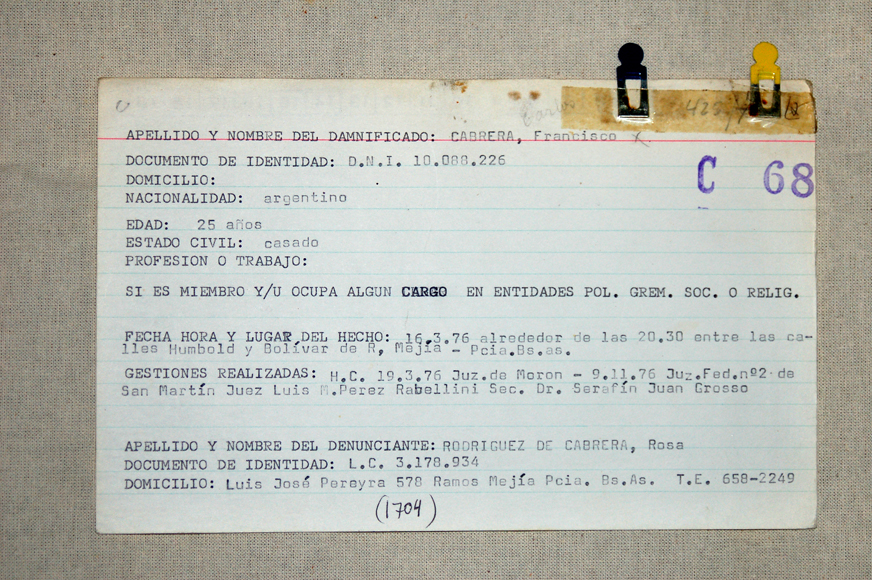 APELLIDO Y NOMBRE DEL DAMNIFICADO: CABRERA, Francisco
DOCUMENTO DE IDENTIDAD: D.N.I. 10.088.226
C 68
DOMICILIO:
NACIONALIDAD: argentino
EDAD: 25 años
ESTADO CIVIL: casado
PROFESION O TRABAJO:
SI ES MIEMBRO Y/U OCUPA ALGUN CARGO EN ENTIDADES POL. GREM. SOC. O RELIG.
FECHA HORA Y LUGAR DEL HECHO: 16.3.76 alrededor de las 20.30 entre las ca-
lles Humbold y Bolívar de R, Mejía - Pcia.Bs.as.
GESTIONES REALIZADAS: H.C. 19.3.76 Juz.de Moron - 9.11.76 Juz.Fed.nº2 de
San Martín Juez Luis M.Perez Rabellini Sec. Dr. Serafín Juan Grosso
APELLIDO Y NOMBRE DEL DENUNCIANTE: RODRIGUEZ DE CABRERA, Rosa
DOCUMENTO DE IDENTIDAD: L.C. 3.178.934
DOMICILIO: Luis José Pereyra 578 Ramos Mejía Pcia. Bs.As. T.E. 658-2249
(1704)